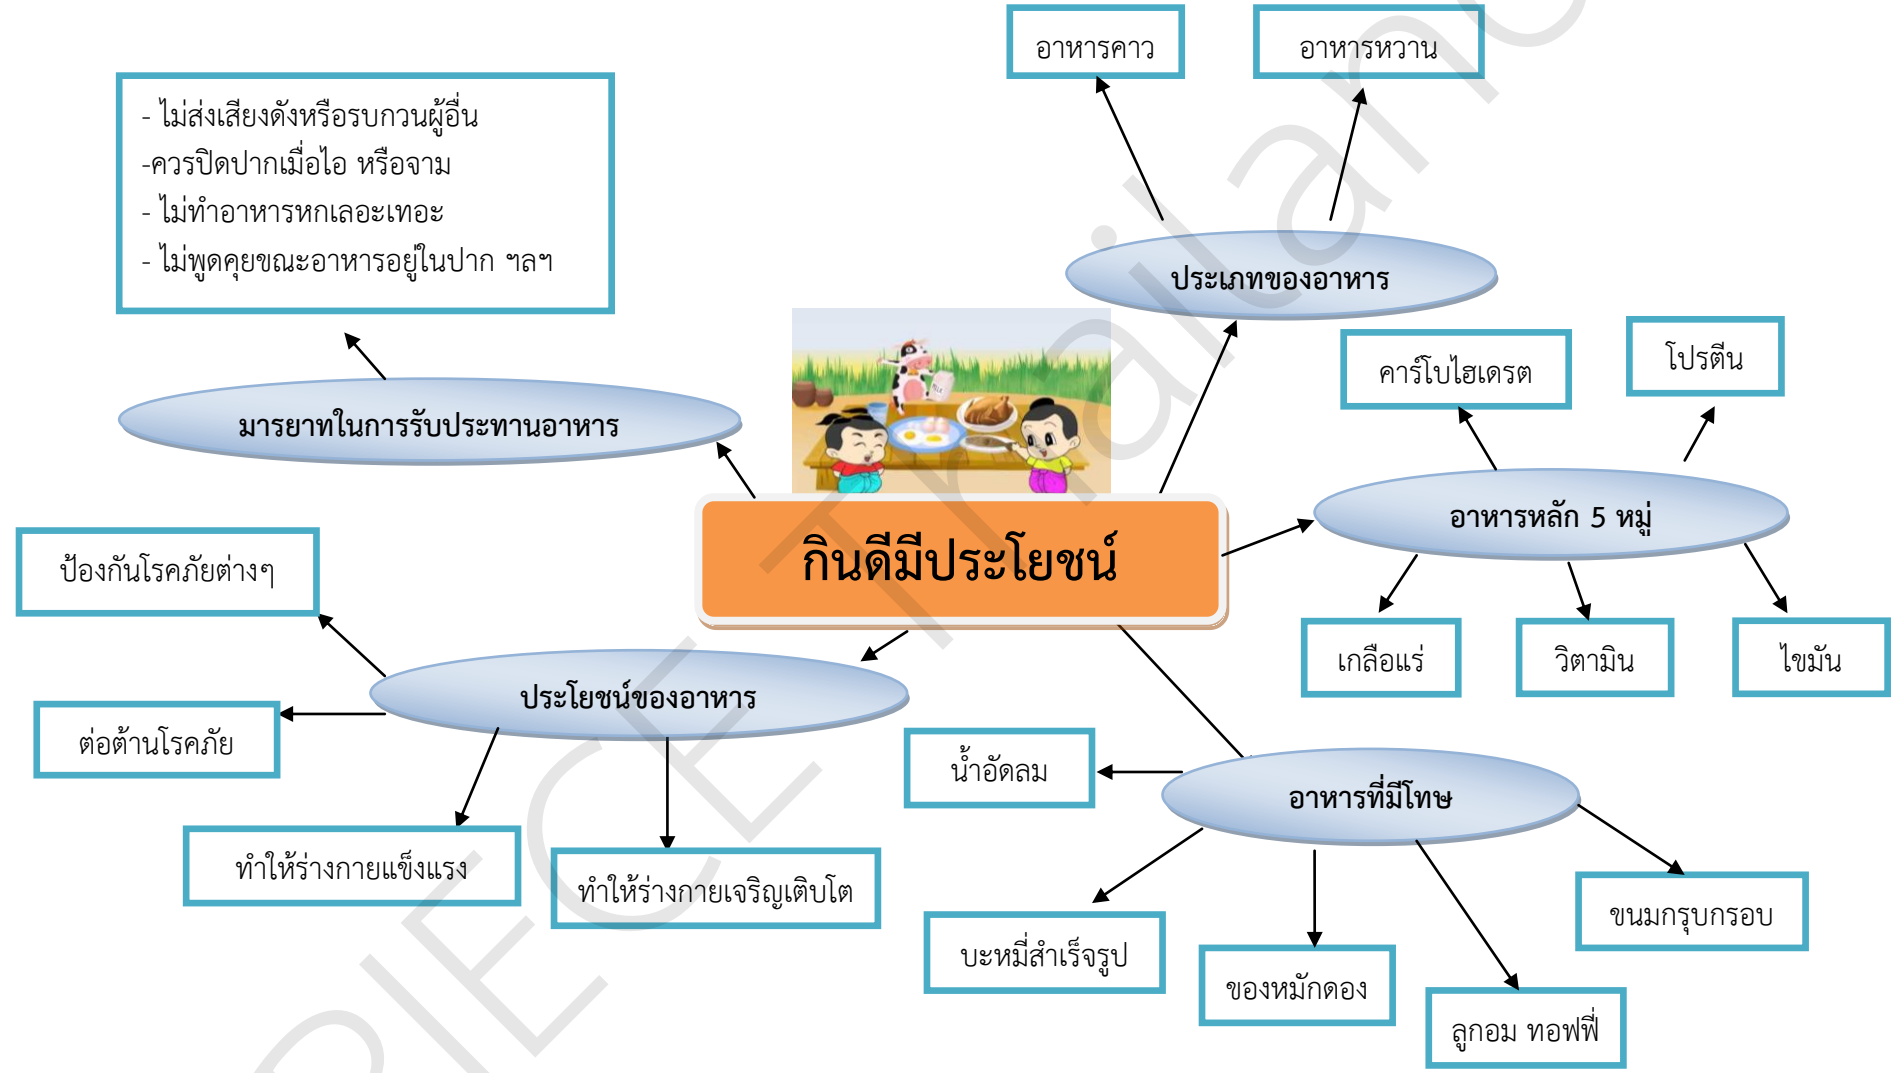 อาหารคาว
อาหารหวาน
- ไม่ส่งเสียงดังหรือรบกวนผู้อื่น
-ควรปิดปากเมื่อไอ หรือจาม
- ไม่ทำอาหารหกเลอะเทอะ
- ไม่พูดคุยขณะอาหารอยู่ในปาก ฯลฯ
ประเภทของอาหาร
คาร์โบไฮเดรต
โปรตีน
มารยาทในการรับประทานอาหาร
MILK
อาหารหลัก 5 หมู่
กินดีมีประโยชน์
ป้องกันโรคภัยต่างๆ
เกลือแร่
วิตามิน
ไขมัน
ประโยชน์ของอาหาร
ต่อต้านโรคภัย
น้ำอัดลม
อาหารที่มีโทษ
ทำให้ร่างกายแข็งแรง
ทำให้ร่างกายเจริญเติบโต
ขนมกรุบกรอบ
บะหมี่สำเร็จรูป
ของหมักดอง
ลูกอม ทอฟฟี่
IECE Thailand